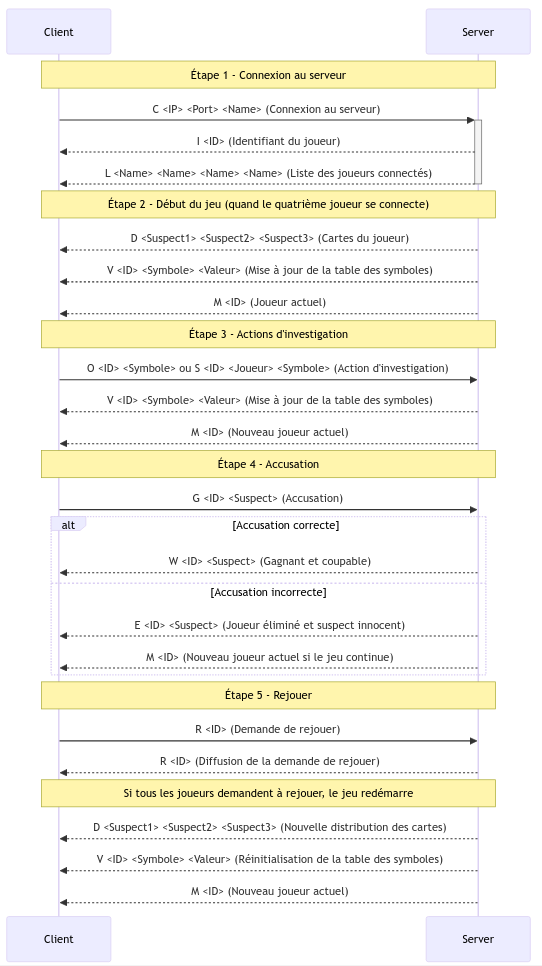 Client Server
Étape 1 - Connexion au serveur
C <IP> <Port> <Name> (Connexion au serveur)
I <ID> (Identifiant du joueur)
L <Name> <Name> <Name> <Name> (Liste des joueurs connectés)
Étape 2 - Début du jeu (quand le quatrième joueur se connecte)
D <Suspect1> <Suspect2> <Suspect3> (Cartes du joueur)
V <ID> <Symbole> <Valeur> (Mise à jour de la table des symboles)
M <ID> (Joueur actuel)
Étape 3 - Actions d'investigation
O <ID> <Symbole> ou S <ID> <Joueur> <Symbole> (Action d'investigation)
V <ID> <Symbole> <Valeur> (Mise à jour de la table des symboles)
M <ID> (Nouveau joueur actuel)
Étape 4 - Accusation
G <ID> <Suspect> (Accusation)
alt [Accusation correcte]
W <ID> <Suspect> (Gagnant et coupable)
[Accusation incorrecte]
E <ID> <Suspect> (Joueur éliminé et suspect innocent)
M <ID> (Nouveau joueur actuel si le jeu continue)
Étape 5 - Rejouer
R <ID> (Demande de rejouer)
R <ID> (Diffusion de la demande de rejouer)
Si tous les joueurs demandent à rejouer, le jeu redémarre
D <Suspect1> <Suspect2> <Suspect3> (Nouvelle distribution des cartes)
V <ID> <Symbole> <Valeur> (Réinitialisation de la table des symboles)
M <ID> (Nouveau joueur actuel)
Client Server